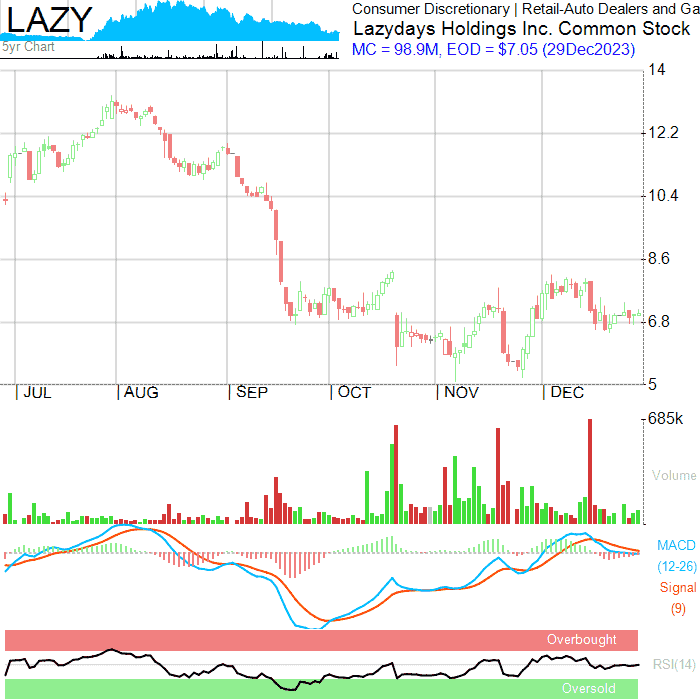 LAZY
5yr Chart
Consumer Discretionary | Retail-Auto Dealers and Ga
Lazydays Holdings Inc. Common Stock
MC = 98.9M, EOD = $7.05 (29Dec2023)
14
12.2
10.4
8.6
6.8
5
JUL AUG SEP OCT NOV DEC
685k
Volume
MACD
(12-26)
Signal
(9)
Overbought
RSI(14)
Oversold